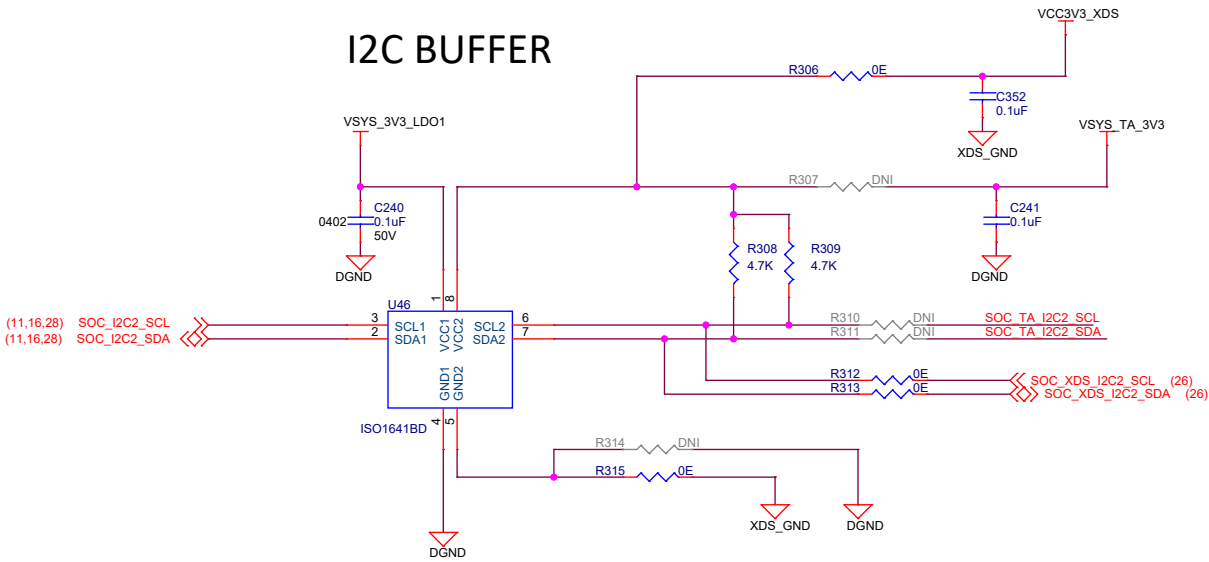 I2C BUFFER
VCC3V3_XDS
R306 0E
C352
0.1uF
XDS_GND
VSYS_3V3_LDO1
VSYS_TA_3V3
R307 DNI
C240
0402 0.1uF
50V
DGND
C241
0.1uF
DGND
R308
4.7K
R309
4.7K
1 8
U46
(11,16,28) SOC_I2C2_SCL 3 SCL1 VCC1 VCC2 SCL2 6 R310 DNI SOC_TA_I2C2_SCL
(11,16,28) SOC_I2C2_SDA 2 SDA1 SDA2 7 R311 DNI SOC_TA_I2C2_SDA
R312 0E SOC_XDS_I2C2_SCL (26)
R313 0E SOC_XDS_I2C2_SDA (26)
GND1 GND2
4 5
ISO1641BD
R314 DNI
R315 0E
XDS_GND DGND
DGND